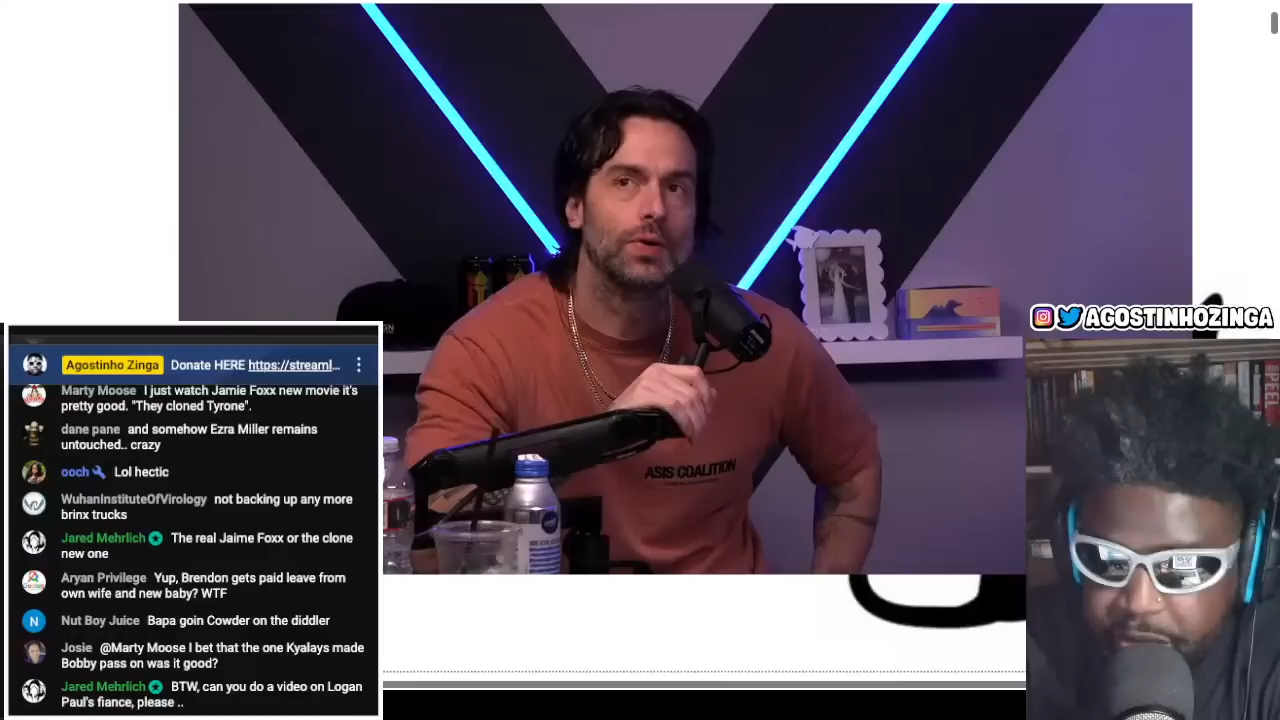 ASIS COALITION
AGOSTINHOZINGA
Agostinho Zinga Donate HERE https://streaml...
Marty Moose I just watch Jamie Foxx new movie it's
pretty good. "They cloned Tyrone".
dane pane and somehow Ezra Miller remains
untouched.. crazy
ooch Lol hectic
WuhanInstituteOfVirology not backing up any more
brinx trucks
Jared Mehrlich The real Jaime Foxx or the clone
new one
Aryan Privilege Yup, Brendon gets paid leave from
own wife and new baby? WTF
N Nut Boy Juice Bapa goin Cowder on the diddler
Josie @Marty Moose I bet that the one Kyalays made
Bobby pass on was it good?
Jared Mehrlich BTW, can you do a video on Logan
Paul's fiance, please ..